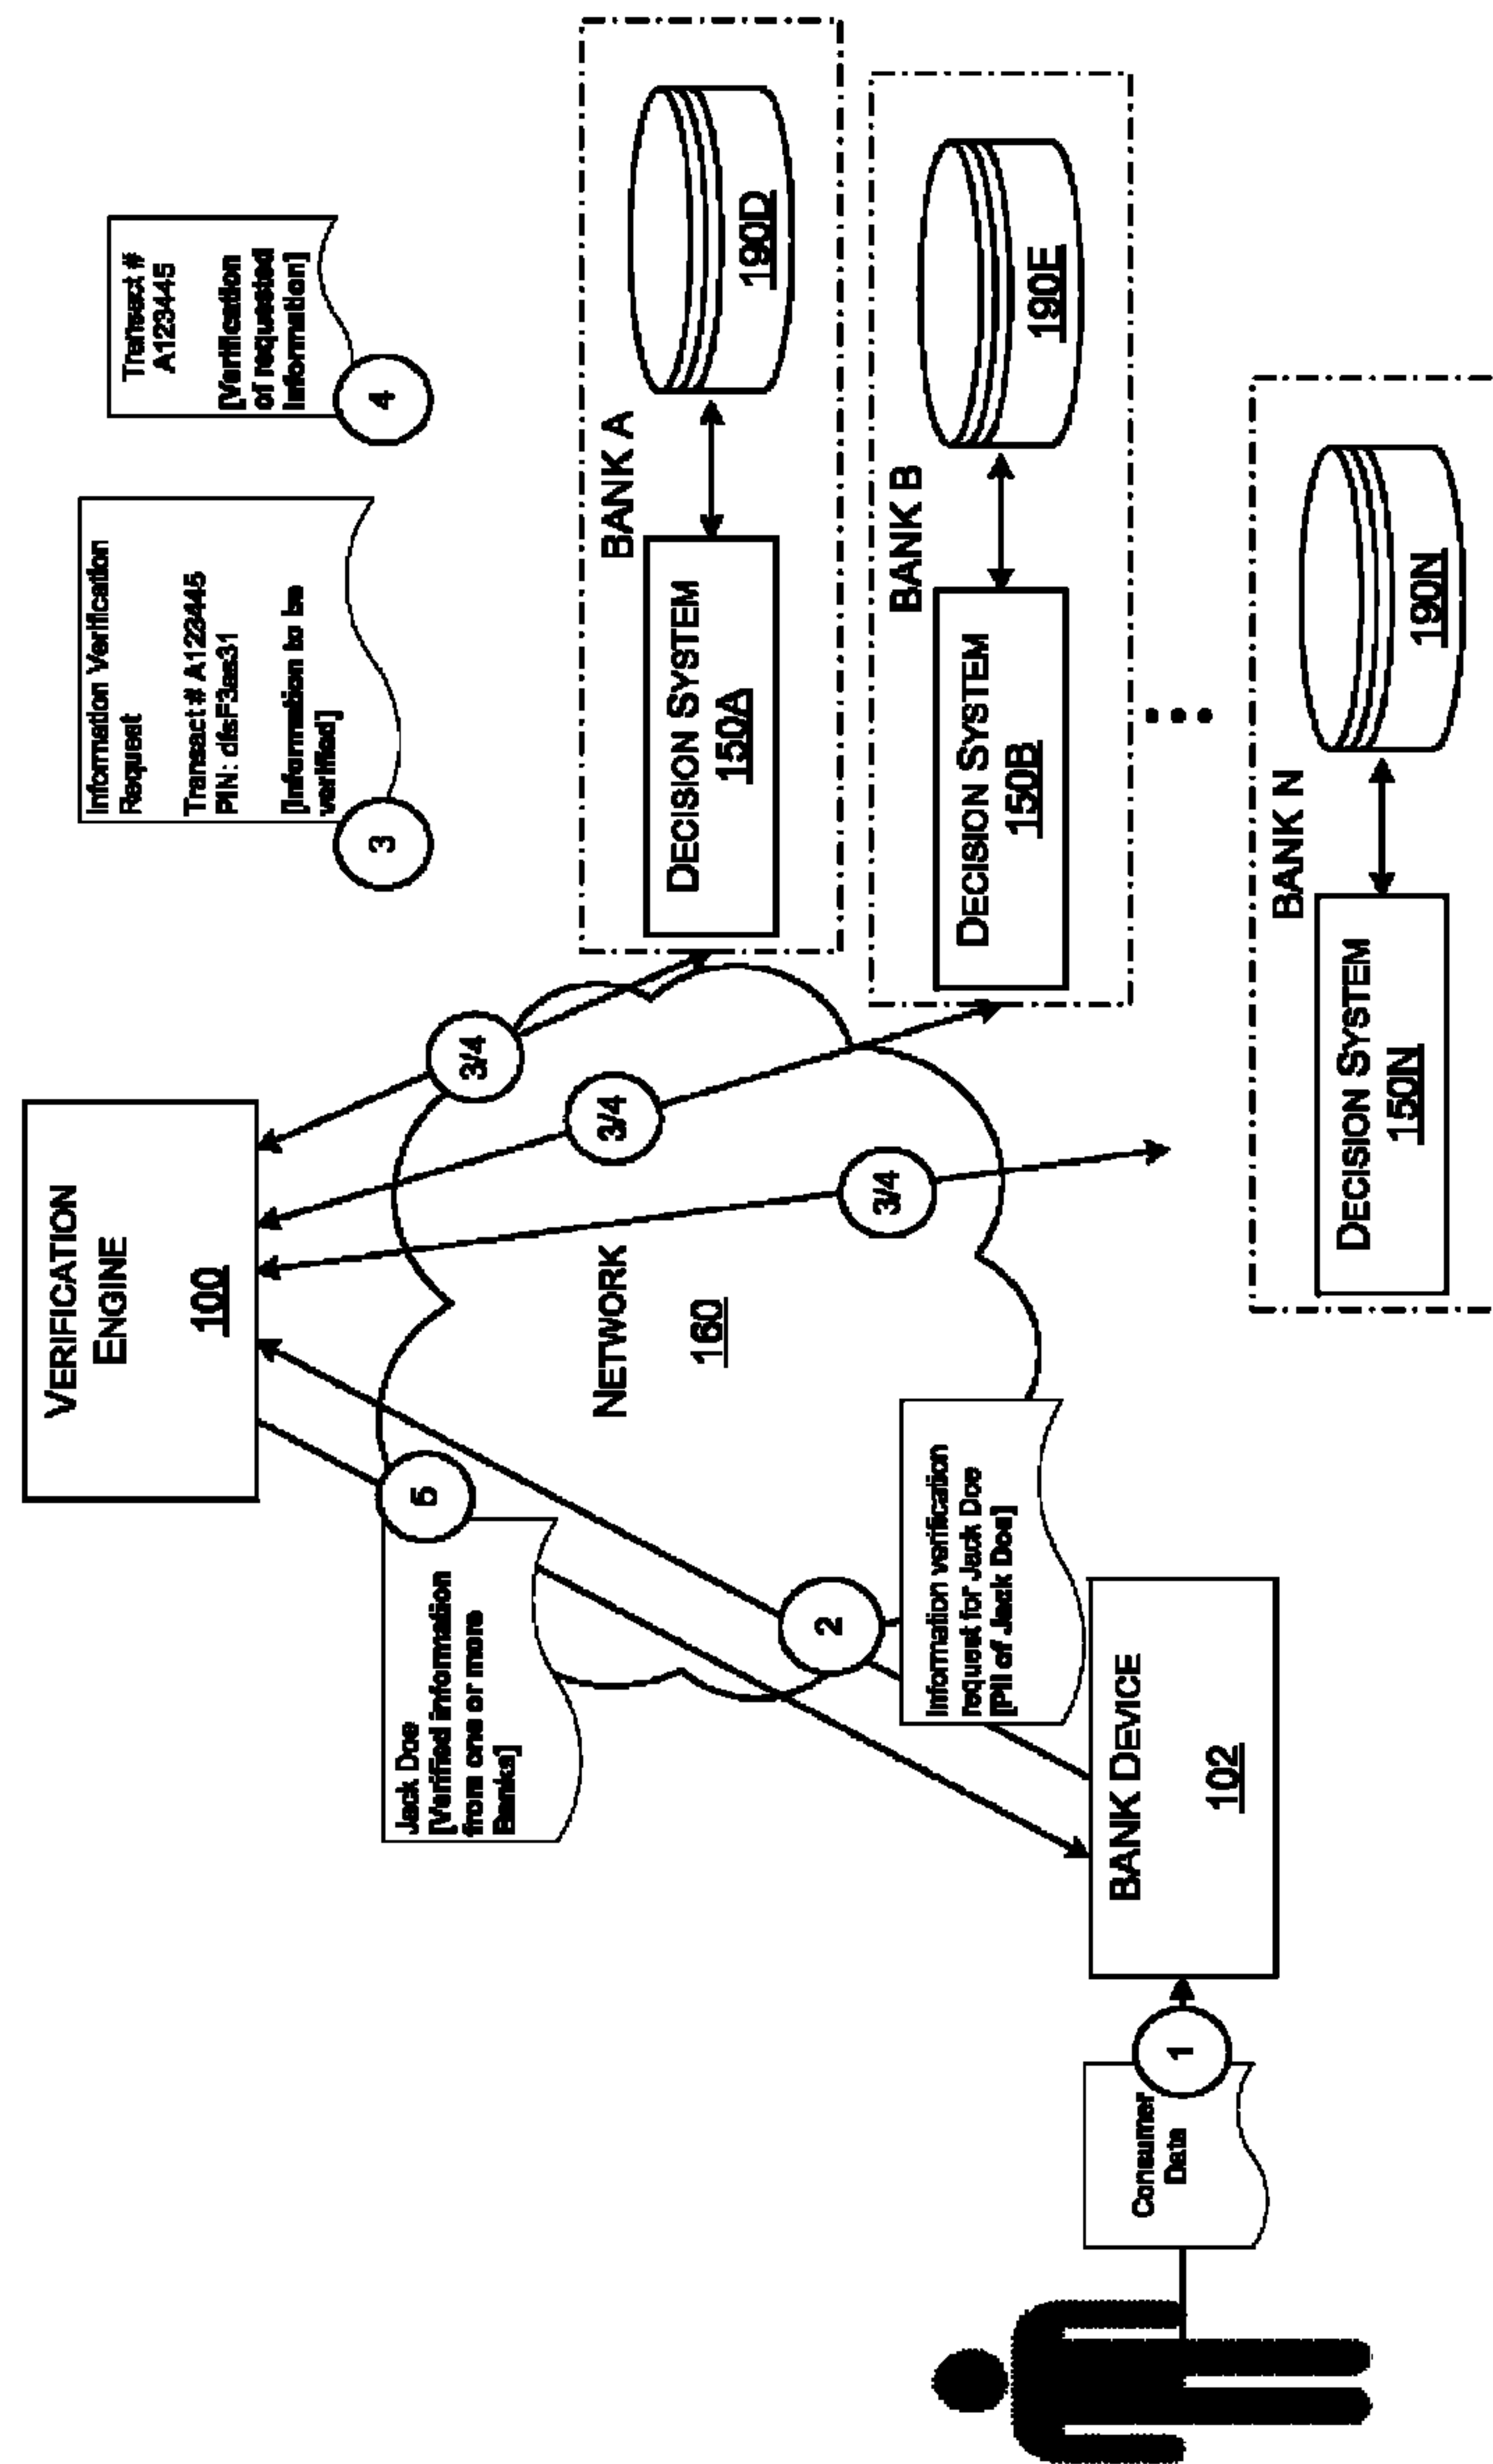 VERIFICATION
ENGINE
100
Information Verification
Request
Transact# A123445
PIN: dfsF3as31
[Information to be
verified]
3
Transact #
A123445
[Verification
of requested
information]
4
5
Jack Doe
[Verified information
from one or more
Banks]
3/4
3/4
3/4
NETWORK
160
2
Information verification
request for Jack Doe
[PII of Jack Doe]
BANK A
DECISION SYSTEM
150A
190D
BANK B
DECISION SYSTEM
150B
190E
BANK N
DECISION SYSTEM
150N
190N
Consumer
Data
1
BANK DEVICE
102